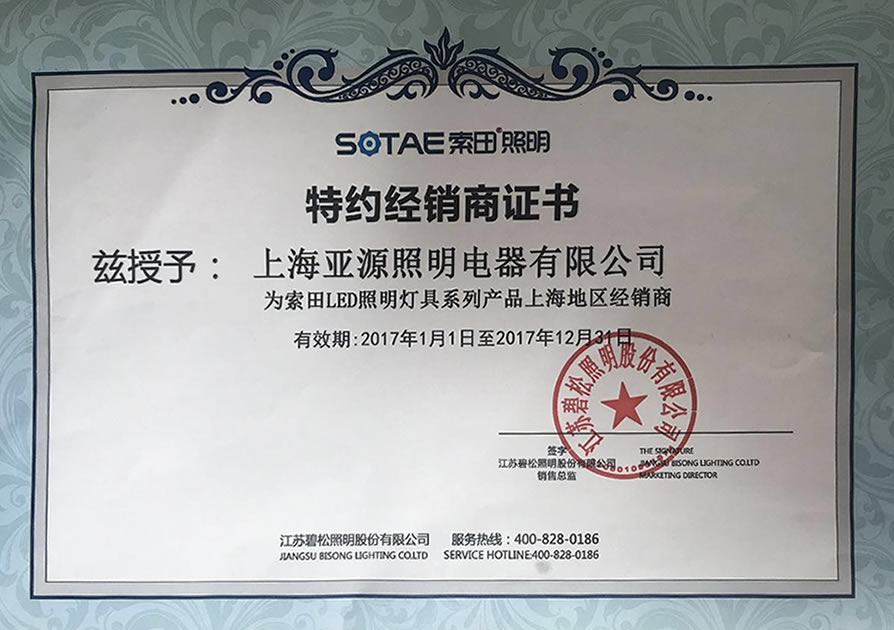 SOTAE索田®照明
特约经销商证书
兹授予：上海亚源照明电器有限公司
为索田LED照明灯具系列产品上海地区经销商
有效期:2017年1月1日至2017年12月31日
江苏碧松照明股份有限公司
签字 THE SIGNATURE
江苏碧松照明股份有限公司 JIANGSU BISONG LIGHTING CO.LTD
销售总监 MARKETING DIRECTOR
江苏碧松照明股份有限公司 服务热线：400-828-0186
JIANGSU BISONG LIGHTING CO.LTD SERVICE HOTLINE:400-828-0186